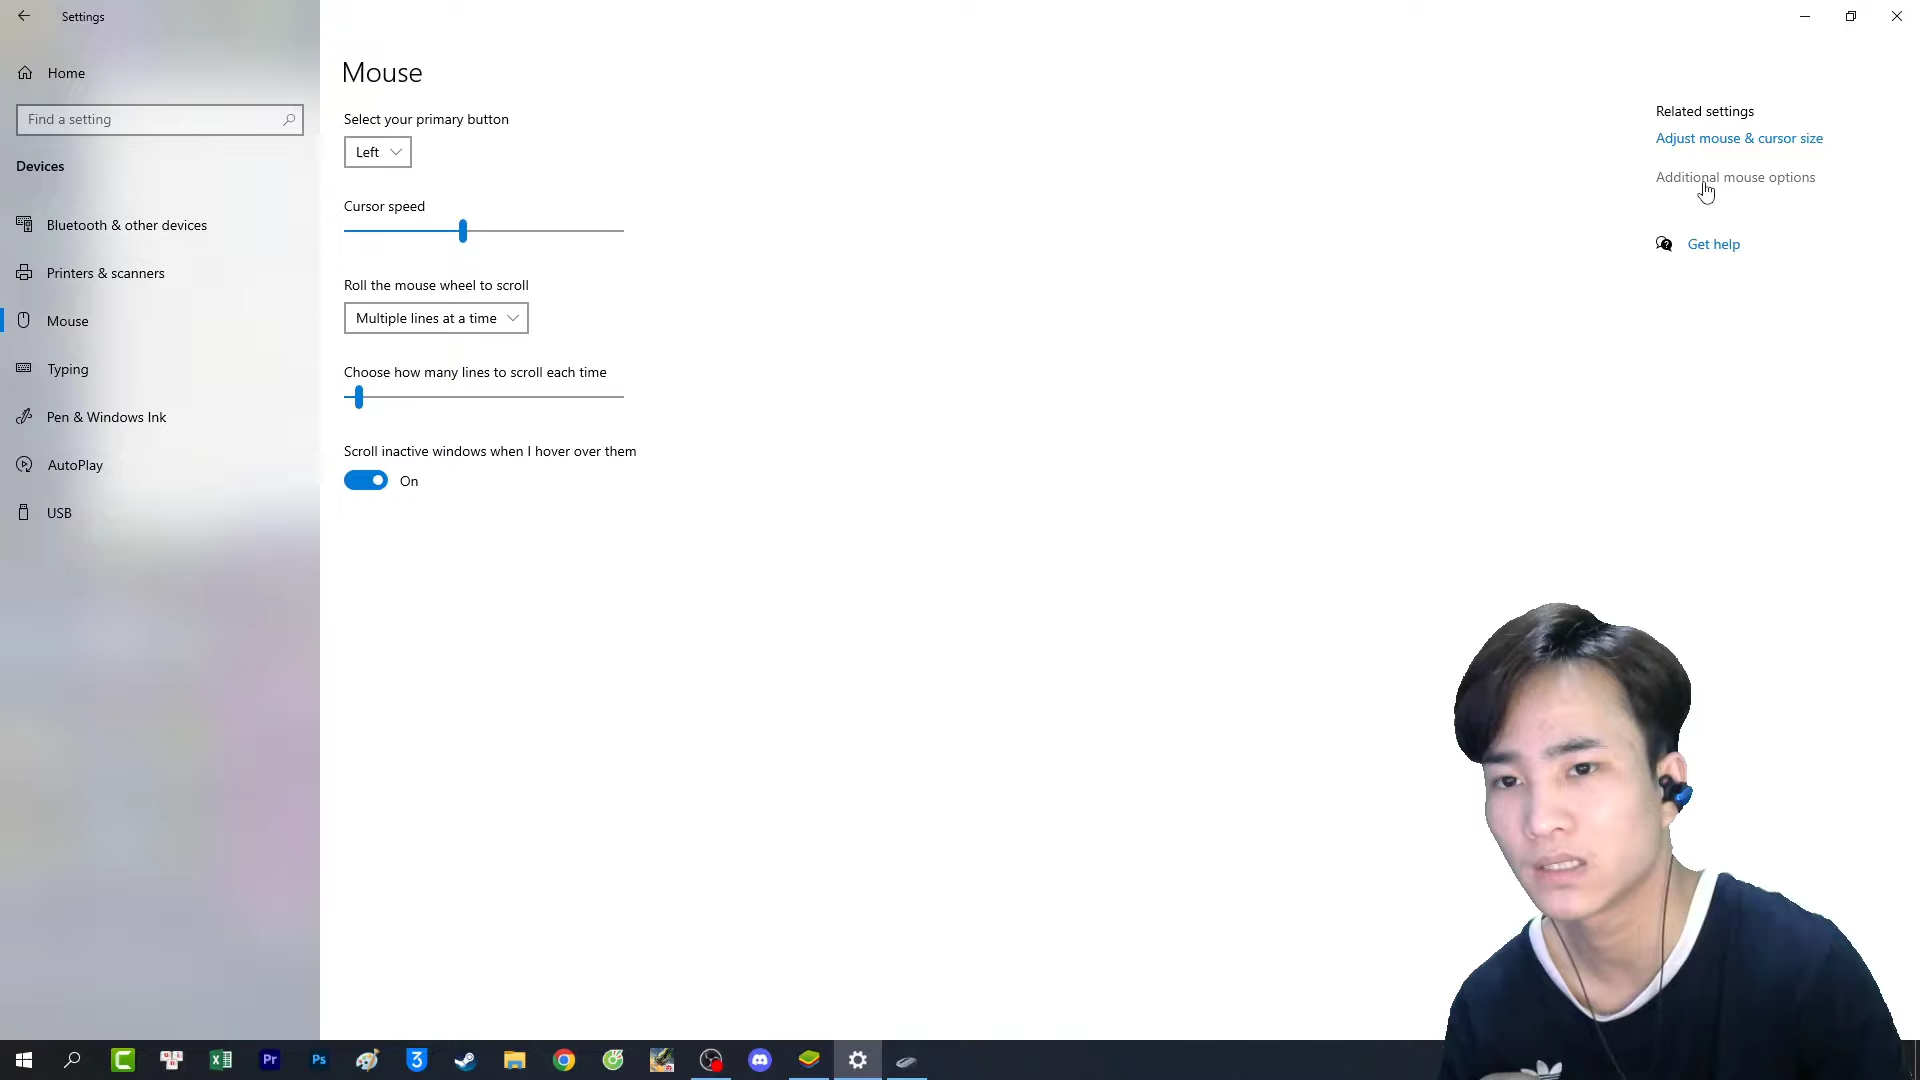 Settings
Home
Find a setting
Devices
Bluetooth & other devices
Printers & scanners
Mouse
Typing
Pen & Windows Ink
AutoPlay
USB
Mouse
Select your primary button
Left
Cursor speed
Roll the mouse wheel to scroll
Multiple lines at a time
Choose how many lines to scroll each time
Scroll inactive windows when I hover over them
On
Related settings
Adjust mouse & cursor size
Additional mouse options
Get help
Pr
Ps